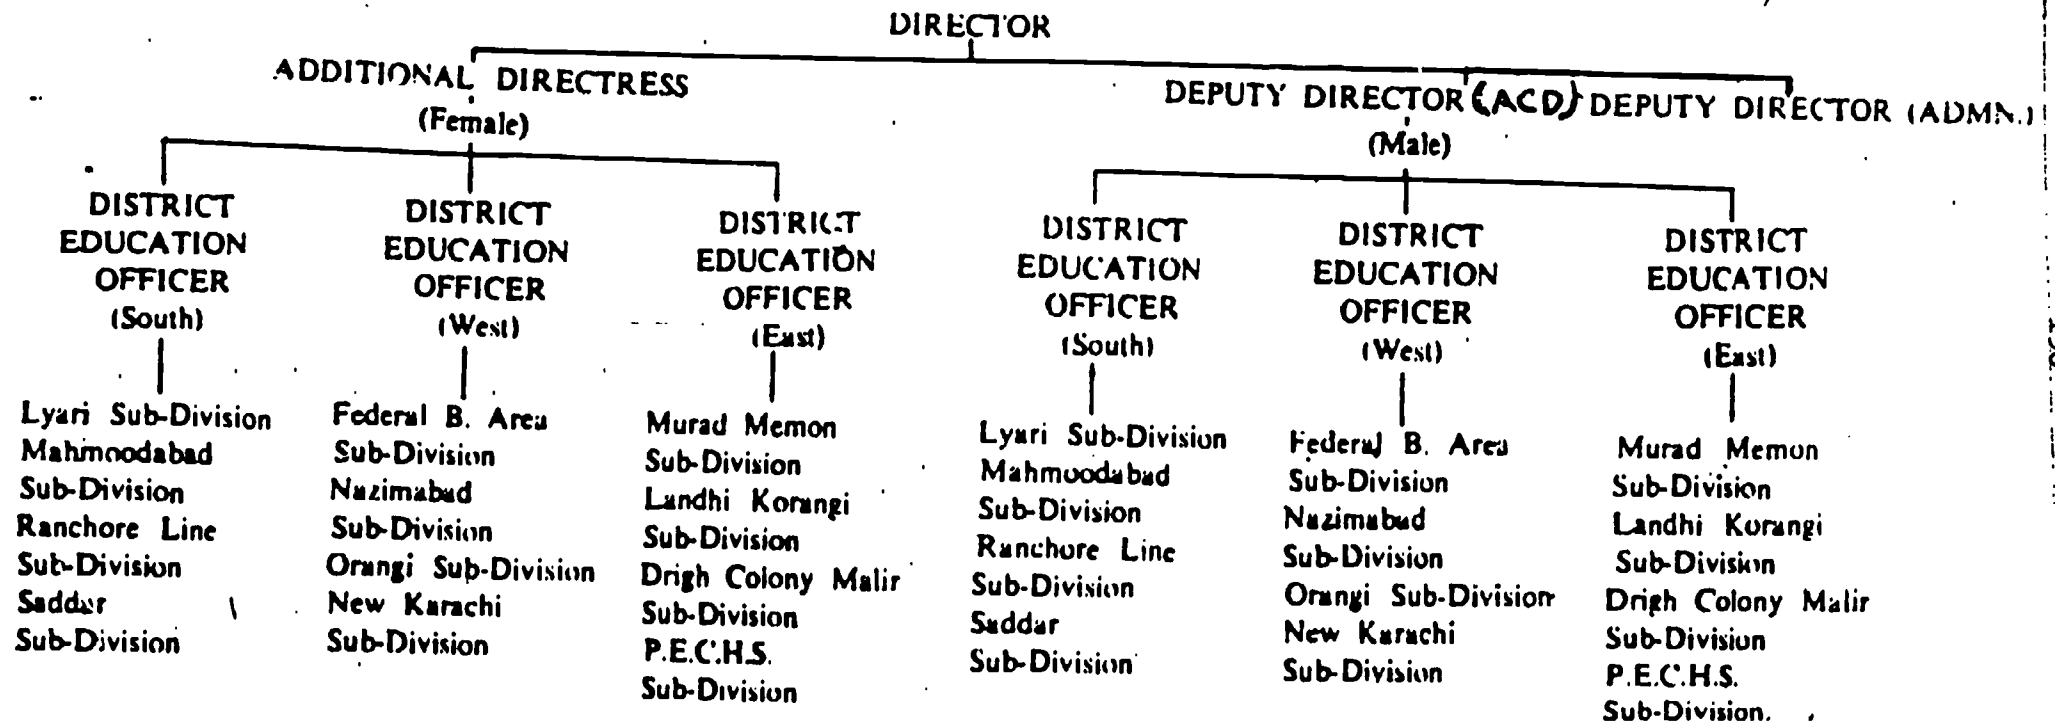 DIRECTOR
ADDITIONAL DIRECTRESS
(Female)
DEPUTY DIRECTOR (ACD) DEPUTY DIRECTOR (ADMN.)
(Male)
DISTRICT
EDUCATION
OFFICER
(South)
Lyari Sub-Division
Mahmoodabad
Sub-Division
Ranchore Line
Sub-Division
Saddar
Sub-Division
DISTRICT
EDUCATION
OFFICER
(West)
Federal B. Area
Sub-Division
Nazimabad
Sub-Division
Orangi Sub-Division
New Karachi
Sub-Division
DISTRICT
EDUCATION
OFFICER
(East)
Murad Memon
Sub-Division
Landhi Korangi
Sub-Division
Drigh Colony Malir
Sub-Division
P.E.C.H.S.
Sub-Division
DISTRICT
EDUCATION
OFFICER
(South)
Lyari Sub-Division
Mahmoodabad
Sub-Division
Ranchore Line
Sub-Division
Saddar
Sub-Division
DISTRICT
EDUCATION
OFFICER
(West)
Federal B. Area
Sub-Division
Nazimabad
Sub-Division
Orangi Sub-Division
New Karachi
Sub-Division
DISTRICT
EDUCATION
OFFICER
(East)
Murad Memon
Sub-Division
Landhi Korangi
Sub-Division
Drigh Colony Malir
Sub-Division
P.E.C.H.S.
Sub-Division.